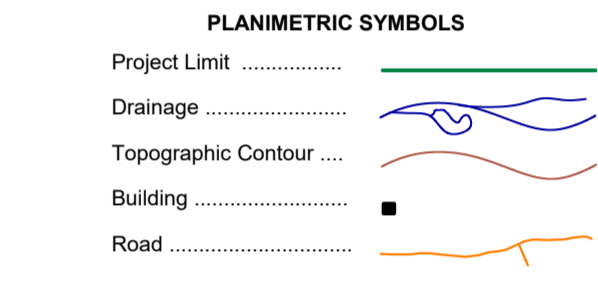 PLANIMETRIC SYMBOLS
Project Limit .................
Drainage ........................
Topographic Contour ....
Building ..........................
Road ...............................